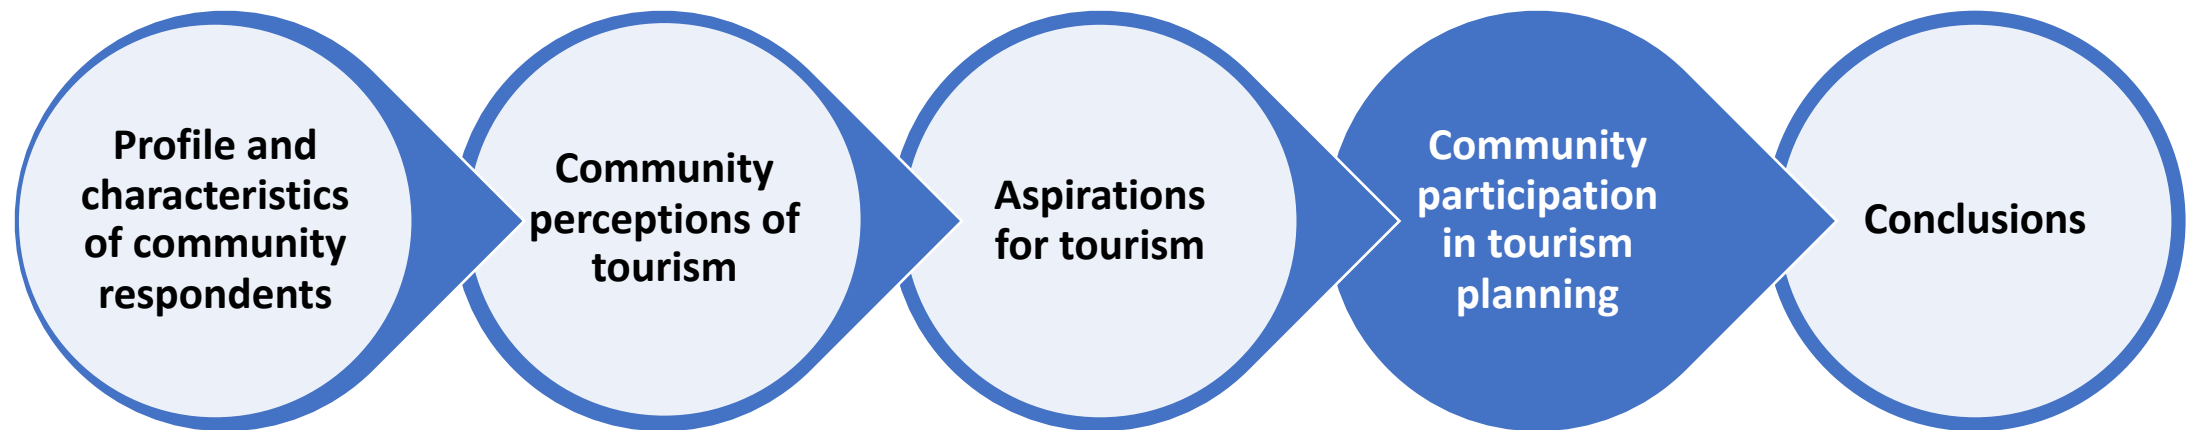 Profile and
characteristics
of community
respondents
Community
perceptions of
tourism
Aspirations
for tourism
Community
participation
in tourism
planning
Conclusions